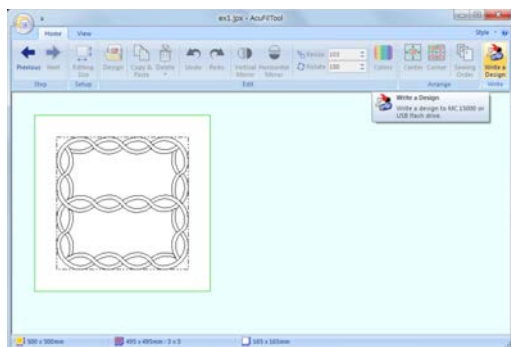 ex1.jpx - AcuFilTool
Home View Style
Previous Next Editing Size Design Copy & Paste Delete Undo Redo Vertical Mirror Horizontal Mirror Resize 103 Rotate 180 Colors Center Corner Sewing Order Write a Design
Step Setup Edit Arrange Write
Write a Design
Write a design to MC 15000 or
USB flash drive.
500 x 500mm 495 x 495mm : 3 x 3 165 x 165mm